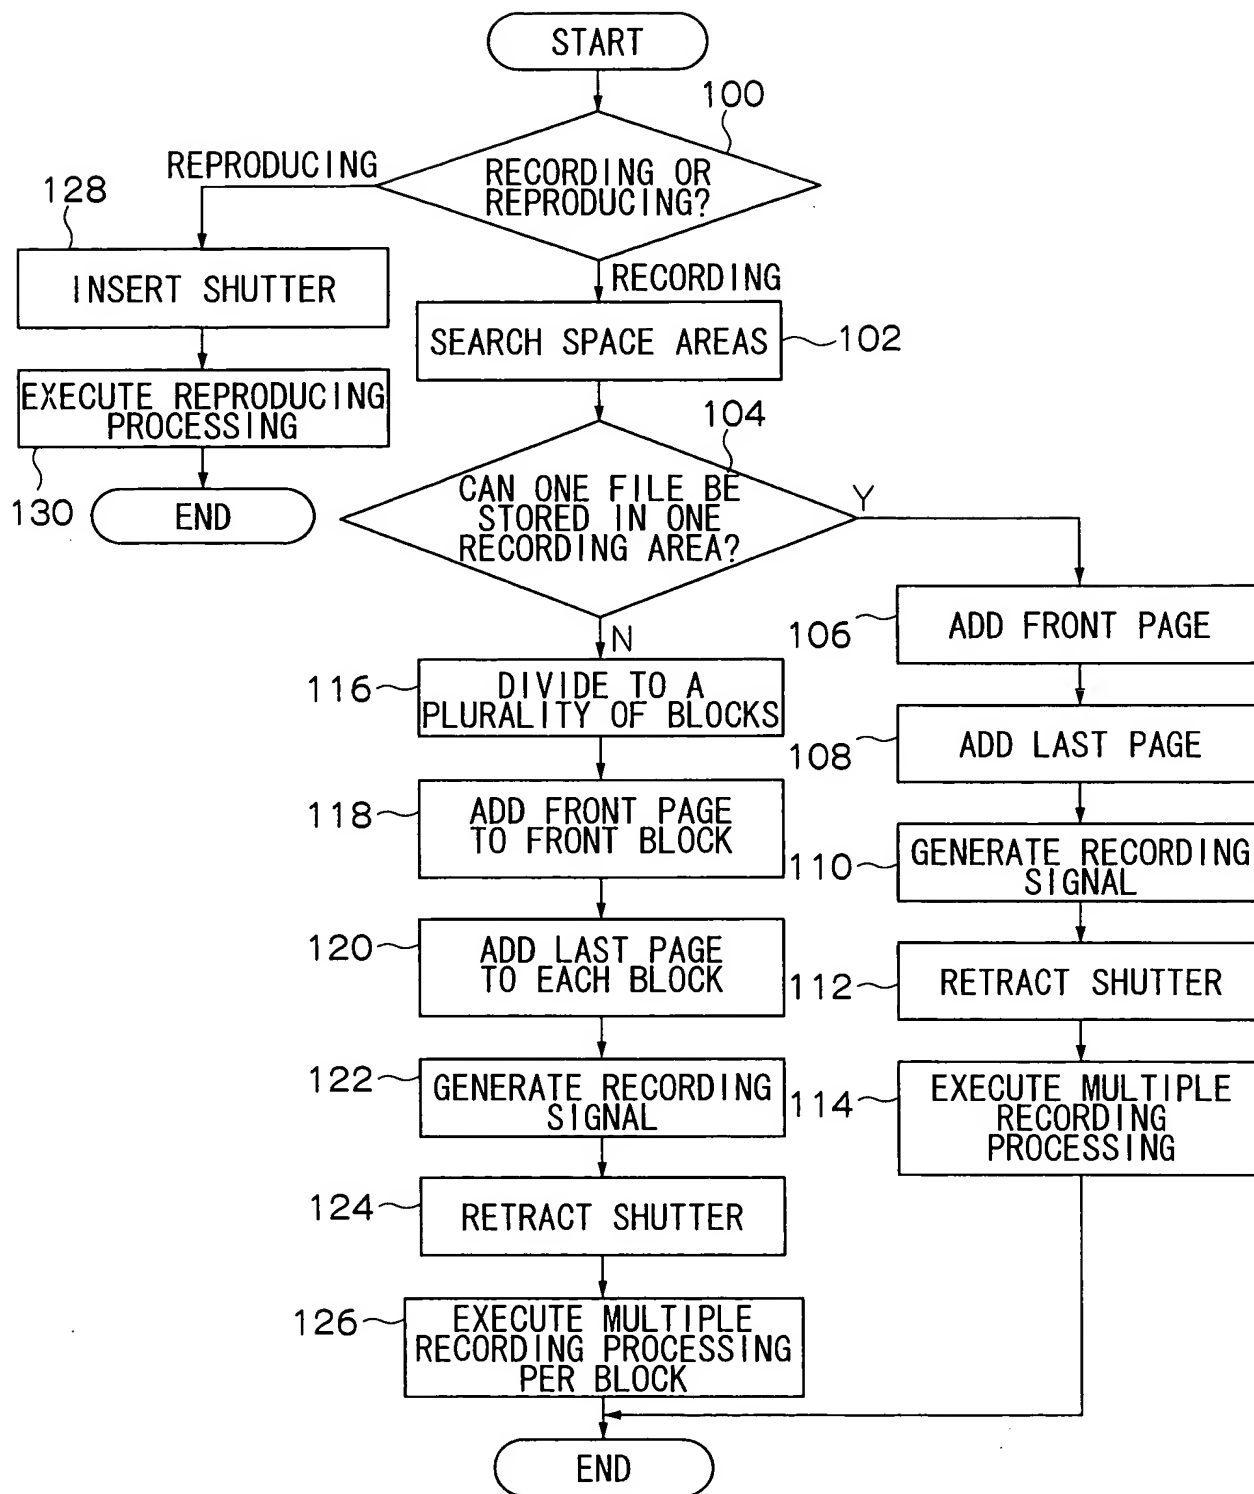 START
100
RECORDING OR
REPRODUCING?
REPRODUCING
128
INSERT SHUTTER
EXECUTE REPRODUCING
PROCESSING
130
END
RECORDING
SEARCH SPACE AREAS
102
104
CAN ONE FILE BE
STORED IN ONE
RECORDING AREA?
Y
106
ADD FRONT PAGE
108
ADD LAST PAGE
110
GENERATE RECORDING
SIGNAL
112
RETRACT SHUTTER
114
EXECUTE MULTIPLE
RECORDING
PROCESSING
N
116
DIVIDE TO A
PLURALITY OF BLOCKS
118
ADD FRONT PAGE
TO FRONT BLOCK
120
ADD LAST PAGE
TO EACH BLOCK
122
GENERATE RECORDING
SIGNAL
124
RETRACT SHUTTER
126
EXECUTE MULTIPLE
RECORDING PROCESSING
PER BLOCK
END